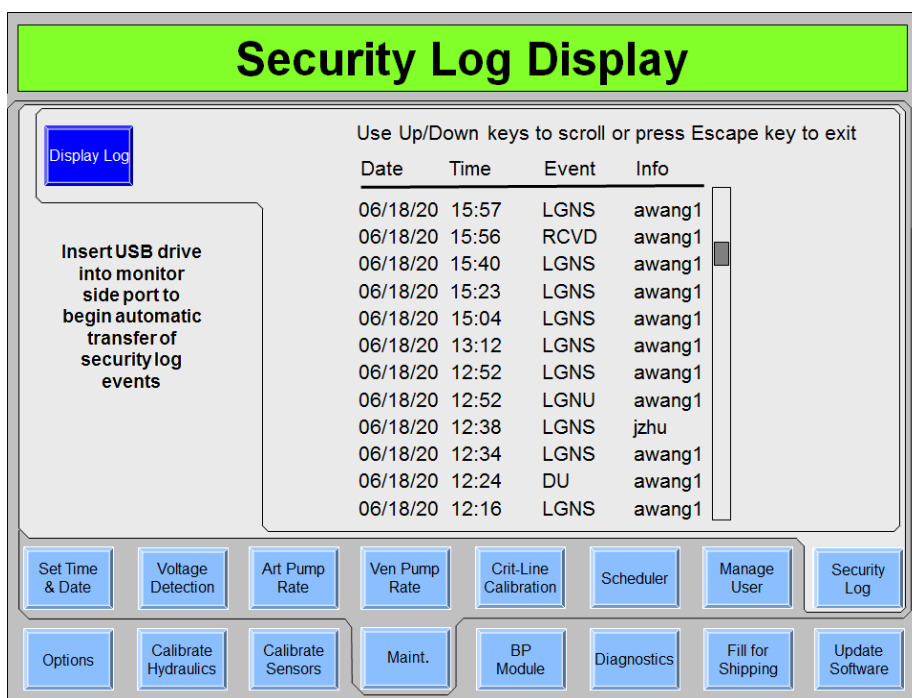 Security Log Display
Display Log
Use Up/Down keys to scroll or press Escape key to exit
Date Time Event Info
06/18/20 15:57 LGNS awang1
06/18/20 15:56 RCVD awang1
06/18/20 15:40 LGNS awang1
06/18/20 15:23 LGNS awang1
06/18/20 15:04 LGNS awang1
06/18/20 13:12 LGNS awang1
06/18/20 12:52 LGNS awang1
06/18/20 12:52 LGNU awang1
06/18/20 12:38 LGNS jzhu
06/18/20 12:34 LGNS awang1
06/18/20 12:24 DU awang1
06/18/20 12:16 LGNS awang1
Insert USB drive
into monitor
side port to
begin automatic
transfer of
security log
events
Set Time
& Date
Voltage
Detection
Art Pump
Rate
Ven Pump
Rate
Crit-Line
Calibration
Scheduler
Manage
User
Security
Log
Options
Calibrate
Hydraulics
Calibrate
Sensors
Maint.
BP
Module
Diagnostics
Fill for
Shipping
Update
Software